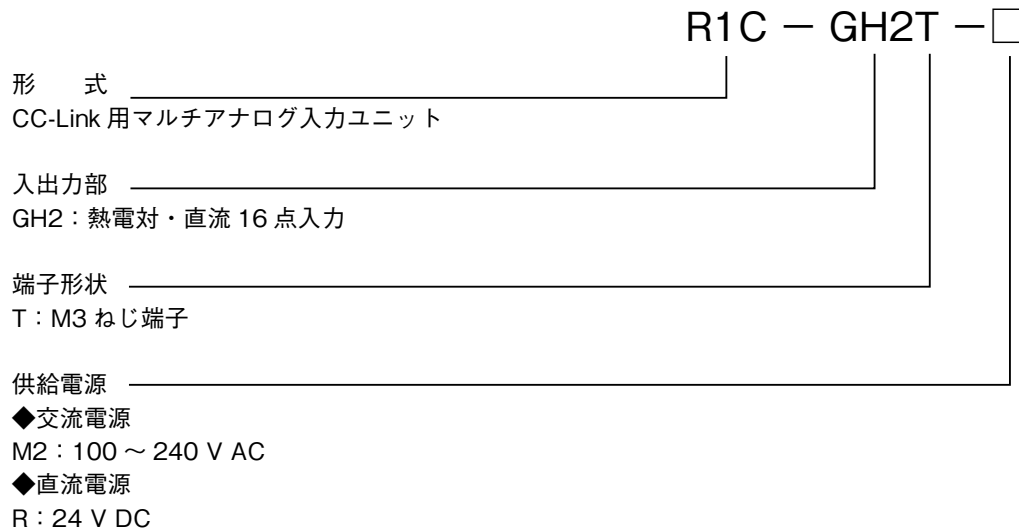 R1C － GH2T －□
形　　式
CC-Link 用マルチアナログ入力ユニット
入出力部
GH2：熱電対・直流 16 点入力
端子形状
T：M3 ねじ端子
供給電源
◆交流電源
M2：100 ～ 240 V AC
◆直流電源
R：24 V DC